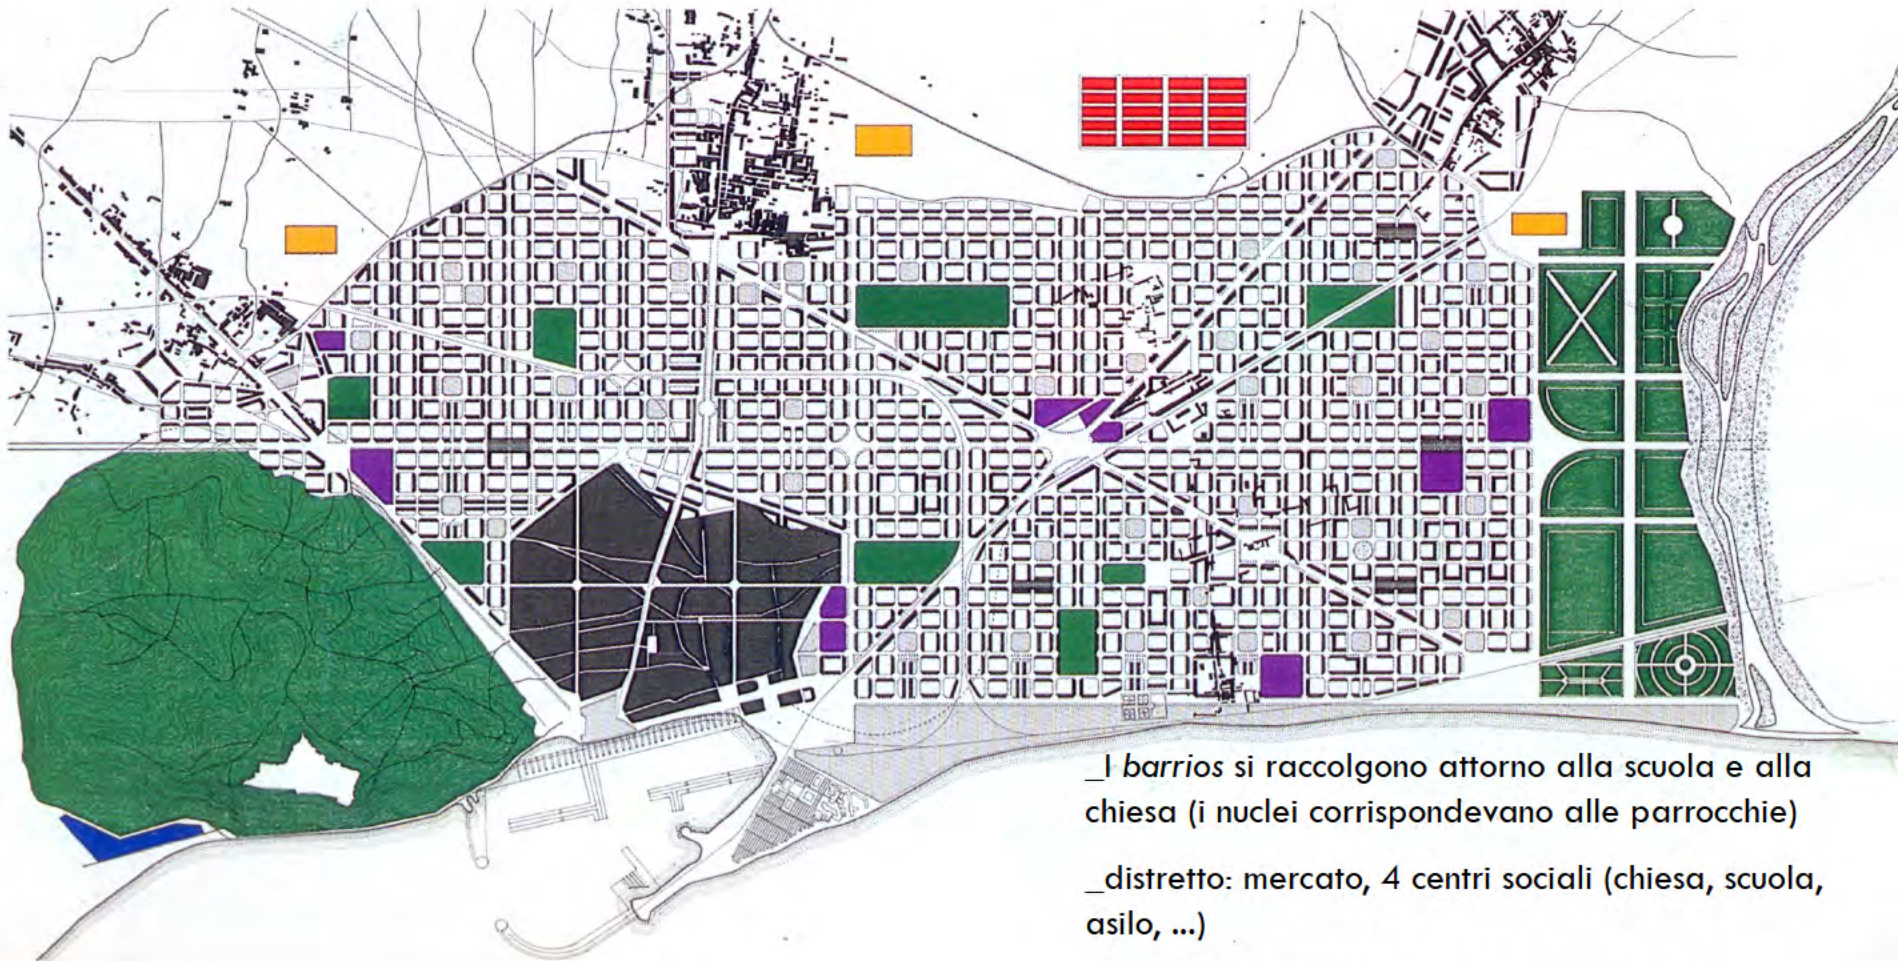 _I barrios si raccolgono attorno alla scuola e alla
chiesa (i nuclei corrispondevano alle parrocchie)
_distretto: mercato, 4 centri sociali (chiesa, scuola,
asilo, ...)